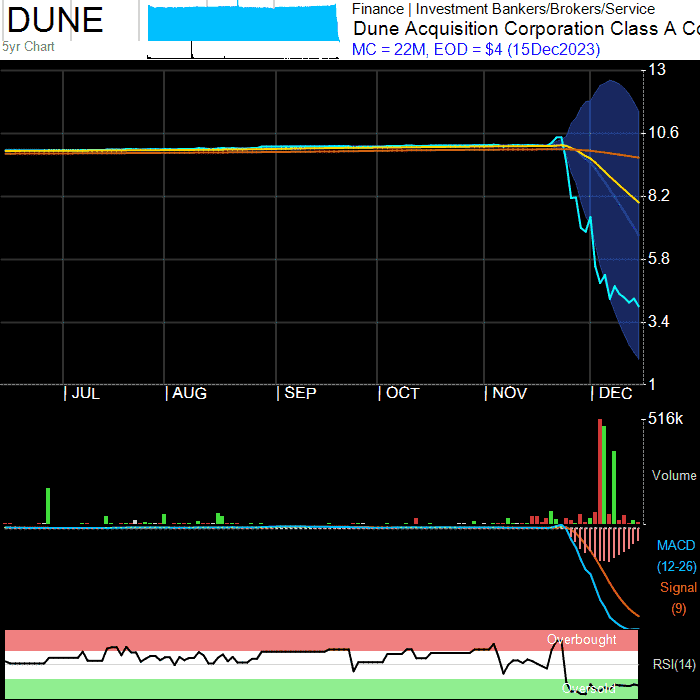 DUNE
5yr Chart
Finance | Investment Bankers/Brokers/Service
Dune Acquisition Corporation Class A Co
MC = 22M, EOD = $4 (15Dec2023)
13
10.6
8.2
5.8
3.4
1
| JUL | AUG | SEP | OCT | NOV | DEC
516k
Volume
MACD
(12-26)
Signal
(9)
Overbought
RSI(14)
Oversold